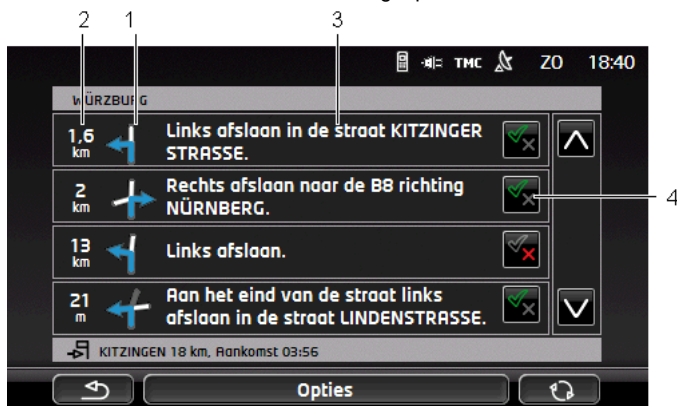 2 1 3
TMC ZO 18:40
WÜRZBURG
1,6 km Links afslaan in de straat KITZINGER
STRASSE.
2 km Rechts afslaan naar de B8 richting
NÜRNBERG.
4
13 km Links afslaan.
21 m Aan het eind van de straat links
afslaan in de straat LINDENSTRASSE.
KITZINGEN 18 km, Aankomst 03:56
Opties